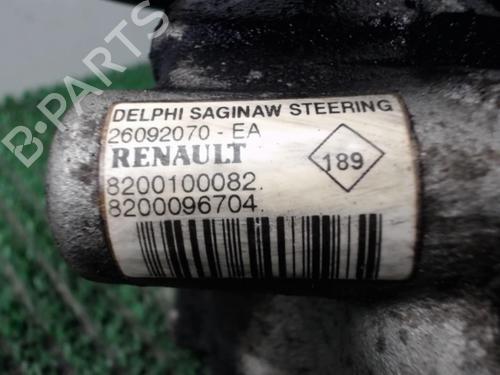 DELPHI SAGINAW STEERING
26092070 - EA
RENAULT
189
8200100082.
8200096704.
B-PARTS